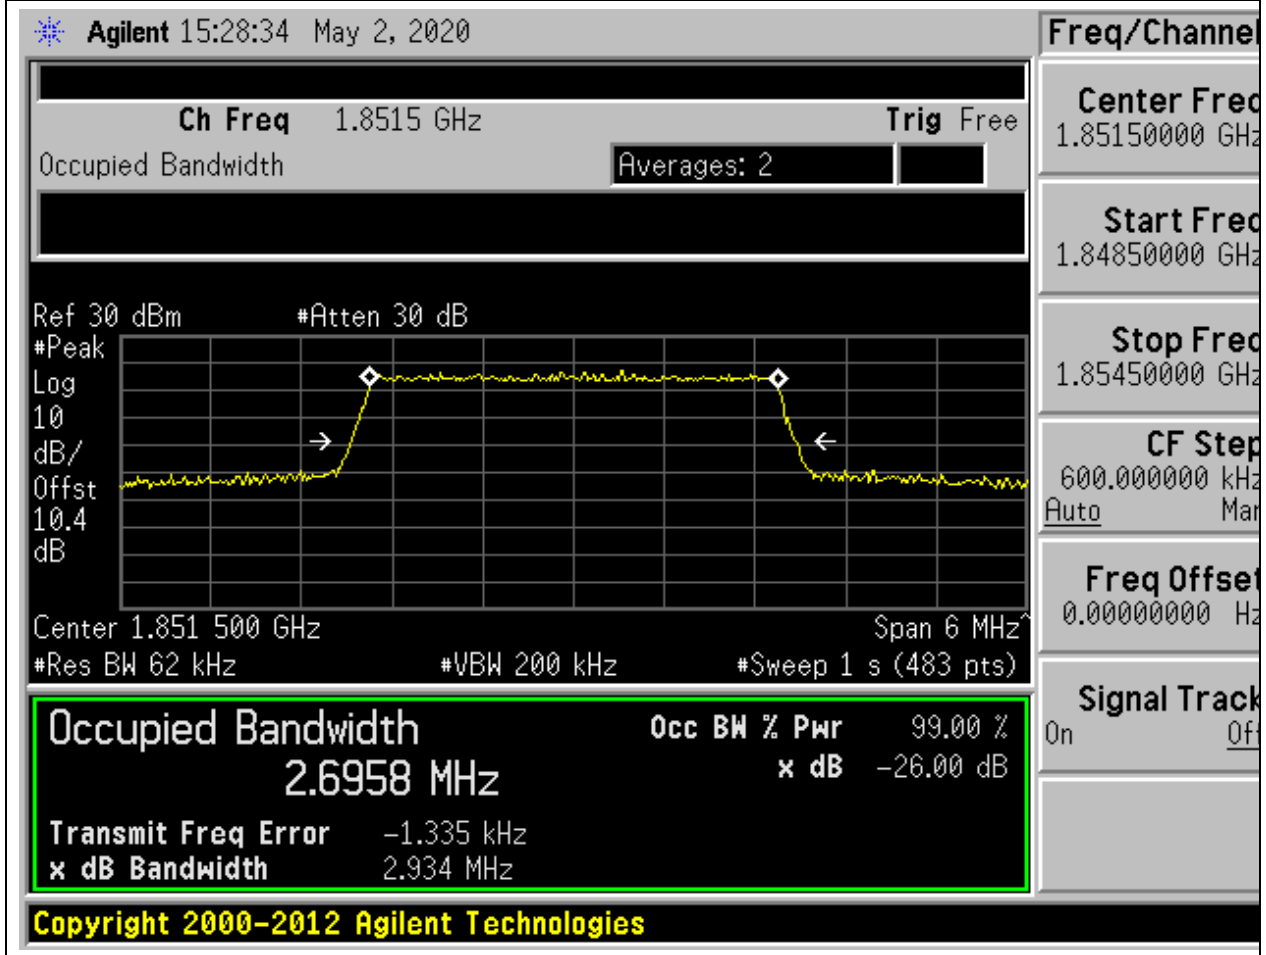 Agilent 15:28:34 May 2, 2020
Freq/Channel
Ch Freq 1.8515 GHz Trig Free
Occupied Bandwidth Averages: 2
Center Freq
1.85150000 GHz
Start Freq
1.84850000 GHz
Stop Freq
1.85450000 GHz
CF Step
600.000000 kHz
Auto Man
Freq Offset
0.00000000 Hz
Signal Track
On Off
Ref 30 dBm #Atten 30 dB
#Peak
Log
10
dB/
Offst
10.4
dB
Center 1.851 500 GHz Span 6 MHz^
#Res BW 62 kHz #VBW 200 kHz #Sweep 1 s (483 pts)
Occupied Bandwidth Occ BW % Pwr 99.00 %
2.6958 MHz x dB -26.00 dB
Transmit Freq Error -1.335 kHz
x dB Bandwidth 2.934 MHz
Copyright 2000-2012 Agilent Technologies